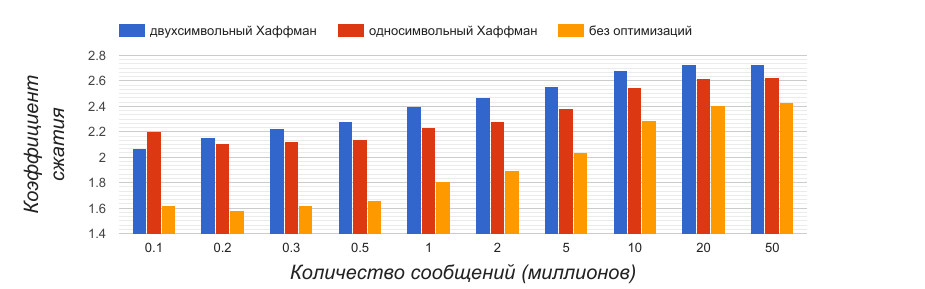 двухсимвольный Хаффман односимвольный Хаффман без оптимизаций
Коэффициент
сжатия
2.8
2.6
2.4
2.2
2
1.8
1.6
1.4
0.1 0.2 0.3 0.5 1 2 5 10 20 50
Количество сообщений (миллионов)